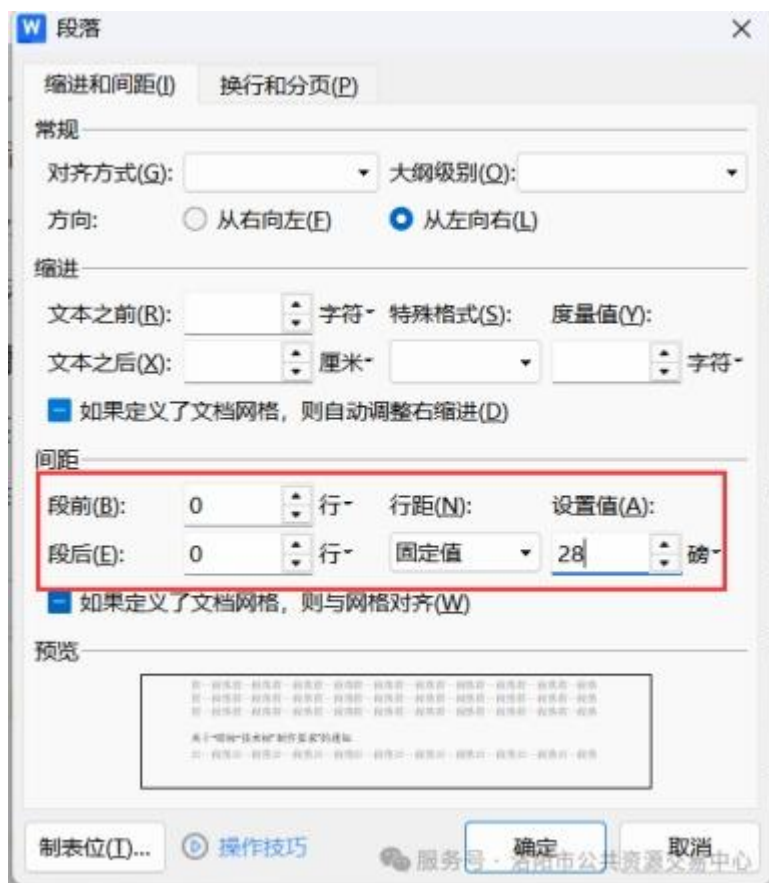 W 段落
缩进和间距(I) 换行和分页(P)
常规
对齐方式(G): 大纲级别(O):
方向: 从右向左(F) 从左向右(L)
缩进
文本之前(R): 字符 特殊格式(S): 度量值(Y):
文本之后(X): 厘米 字符
如果定义了文档网格，则自动调整右缩进(D)
间距
段前(B): 0 行 行距(N): 设置值(A):
段后(E): 0 行 固定值 28 磅
如果定义了文档网格，则与网格对齐(W)
预览
制表位(T)... 操作技巧 确定 取消
服务号 · 洛阳市公共资源交易中心